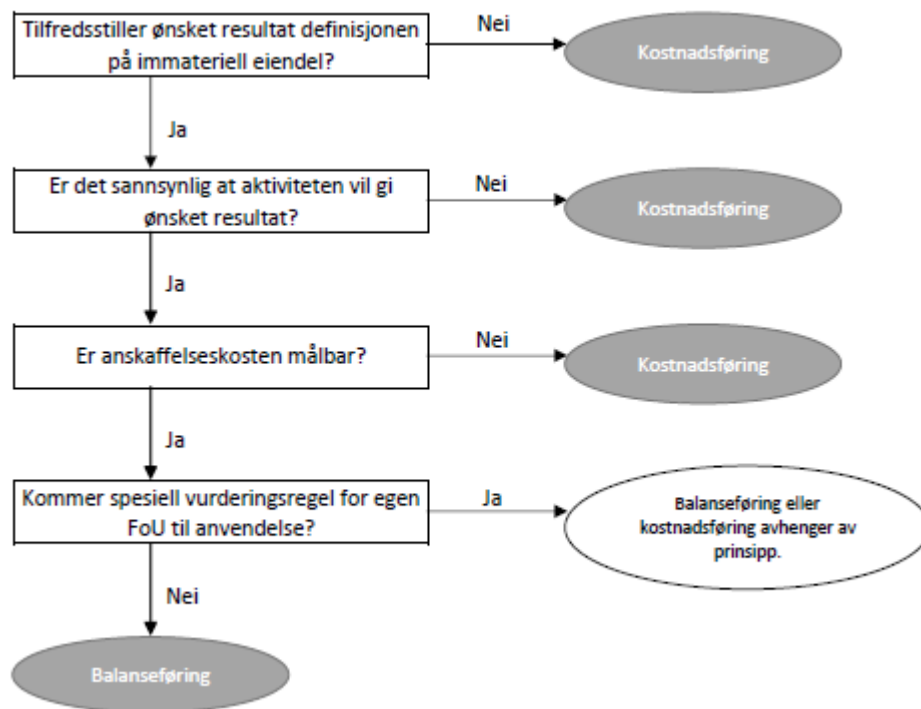 Tilfredsstiller ønsket resultat definisjonen
på immateriell eiendel?
Nei
Kostnadsføring
Ja
Er det sannsynlig at aktiviteten vil gi
ønsket resultat?
Nei
Kostnadsføring
Ja
Er anskaffelseskosten målbar?
Nei
Kostnadsføring
Ja
Kommer spesiell vurderingsregel for egen
FoU til anvendelse?
Ja
Balanseføring eller
kostnadsføring avhenger av
prinsipp.
Nei
Balanseføring